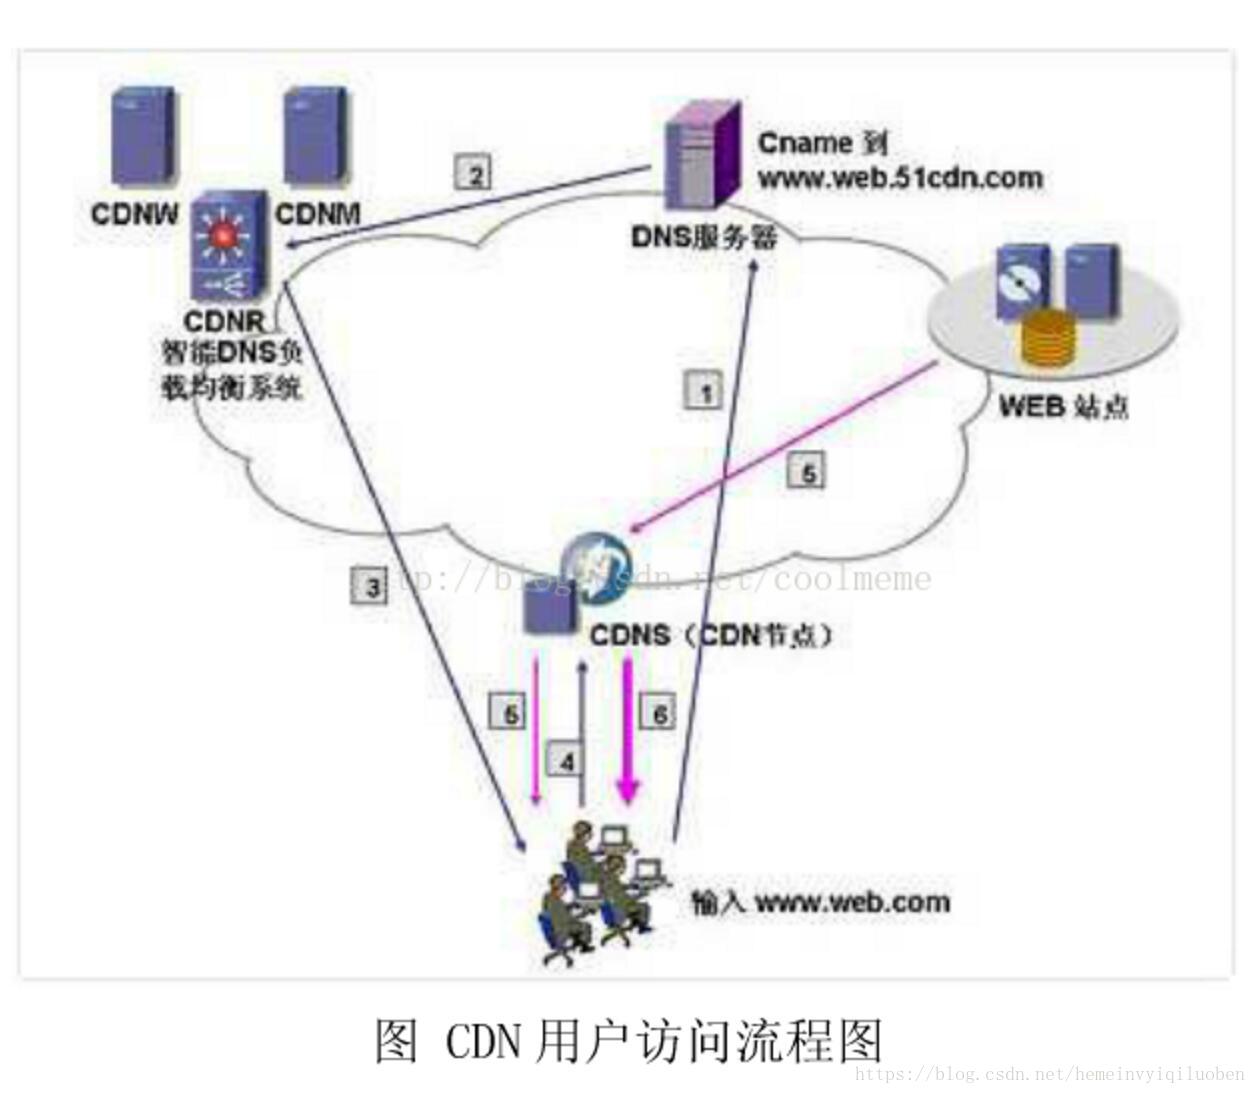 Cname 到
www.web.51cdn.com
2
CDNW
CDNM
DNS服务器
CDNR
智能DNS负
载均衡系统
1
WEB 站点
5
3
tp://blog.csdn.net/coolmeme
CDNS（CDN节点）
5
4
6
输入 www.web.com
图 CDN 用户访问流程图
https://blog.csdn.net/hemeinvyiqiluoben